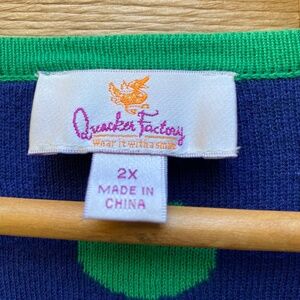 Quacker Factory
Wear it with a smile
2X
MADE IN
CHINA